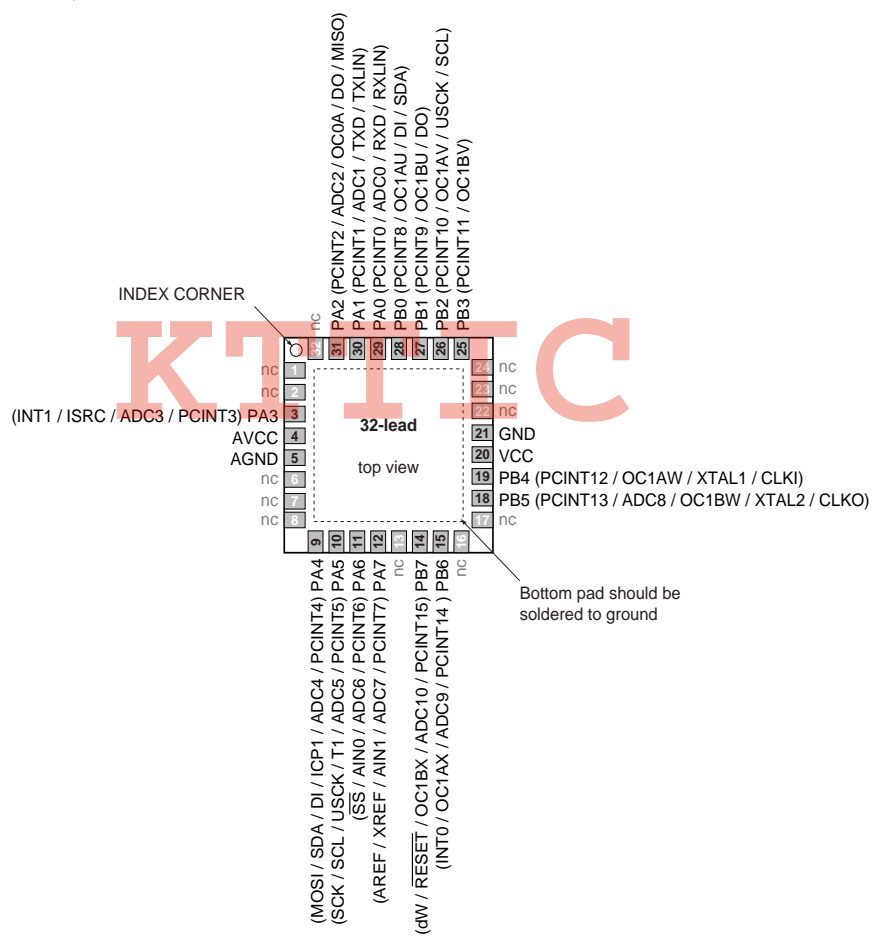 PA2 (PCINT2 / ADC2 / OC0A / DO / MISO)
PA1 (PCINT1 / ADC1 / TXD / TXLIN)
PA0 (PCINT0 / ADC0 / RXD / RXLIN)
PB0 (PCINT8 / OC1AU / DI / SDA)
PB1 (PCINT9 / OC1BU / DO)
PB2 (PCINT10 / OC1AV / USCK / SCL)
PB3 (PCINT11 / OC1BV)
INDEX CORNER
nc
32 31 30 29 28 27 26 25
KTTIC
nc 1
nc 2
(INT1 / ISRC / ADC3 / PCINT3) PA3 3
AVCC 4
AGND 5
nc 6
nc 7
nc 8
32-lead
top view
24 nc
23 nc
22 nc
21 GND
20 VCC
19 PB4 (PCINT12 / OC1AW / XTAL1 / CLKI)
18 PB5 (PCINT13 / ADC8 / OC1BW / XTAL2 / CLKO)
17 nc
9 10 11 12 13 14 15 16
(MOSI / SDA / DI / ICP1 / ADC4 / PCINT4) PA4
(SCK / SCL / USCK / T1 / ADC5 / PCINT5) PA5
(SS / AIN0 / ADC6 / PCINT6) PA6
(AREF / XREF / AIN1 / ADC7 / PCINT7) PA7
nc
(dW / RESET / OC1BX / ADC10 / PCINT15) PB7
(INT0 / OC1AX / ADC9 / PCINT14 ) PB6
nc
Bottom pad should be
soldered to ground